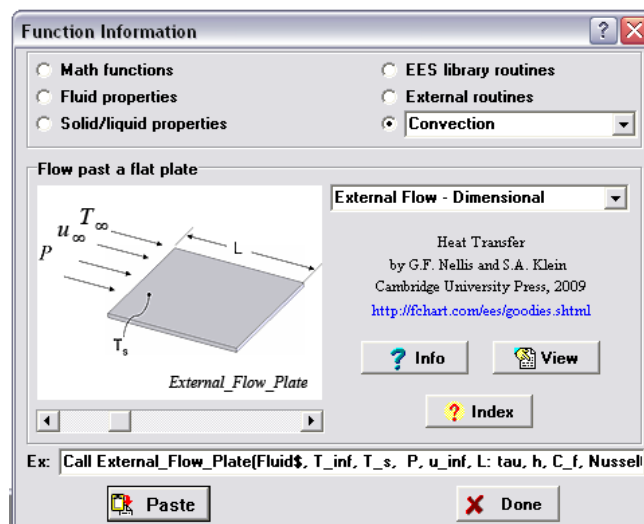 Function Information
Math functions
EES library routines
Fluid properties
External routines
Solid/liquid properties
Convection
Flow past a flat plate
External Flow - Dimensional
T∞
u∞
P
L
Ts
External_Flow_Plate
Heat Transfer
by G.F. Nellis and S.A. Klein
Cambridge University Press, 2009
http://fchart.com/ees/goodies.shtml
? Info
View
? Index
Ex: Call External_Flow_Plate(Fluid$, T_inf, T_s, P, u_inf, L: tau, h, C_f, Nussel
Paste
Done